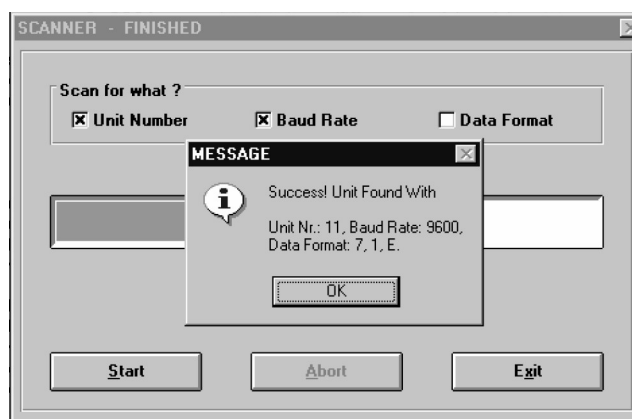 SCANNER - FINISHED
Scan for what ?
Unit Number Baud Rate Data Format
MESSAGE
Success! Unit Found With
Unit Nr.: 11, Baud Rate: 9600,
Data Format: 7, 1, E.
OK
Start Abort Exit